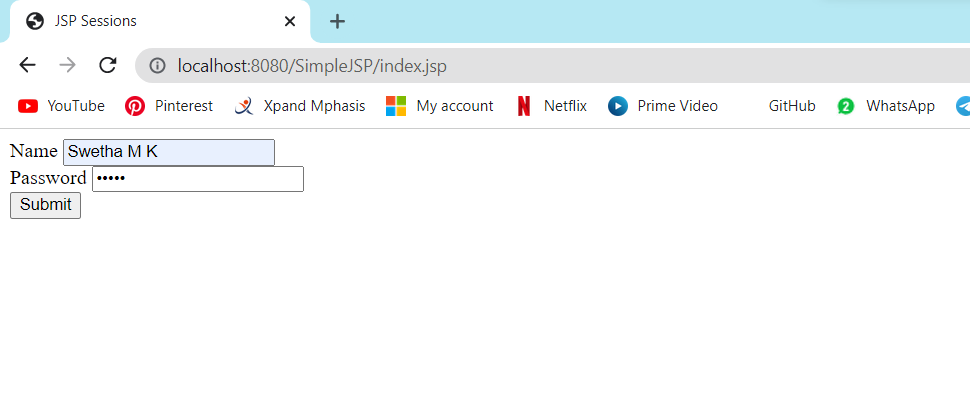 JSP Sessions
localhost:8080/SimpleJSP/index.jsp
YouTube Pinterest Xpand Mphasis My account Netflix Prime Video GitHub 2 WhatsApp
Name Swetha M K
Password •••••
Submit